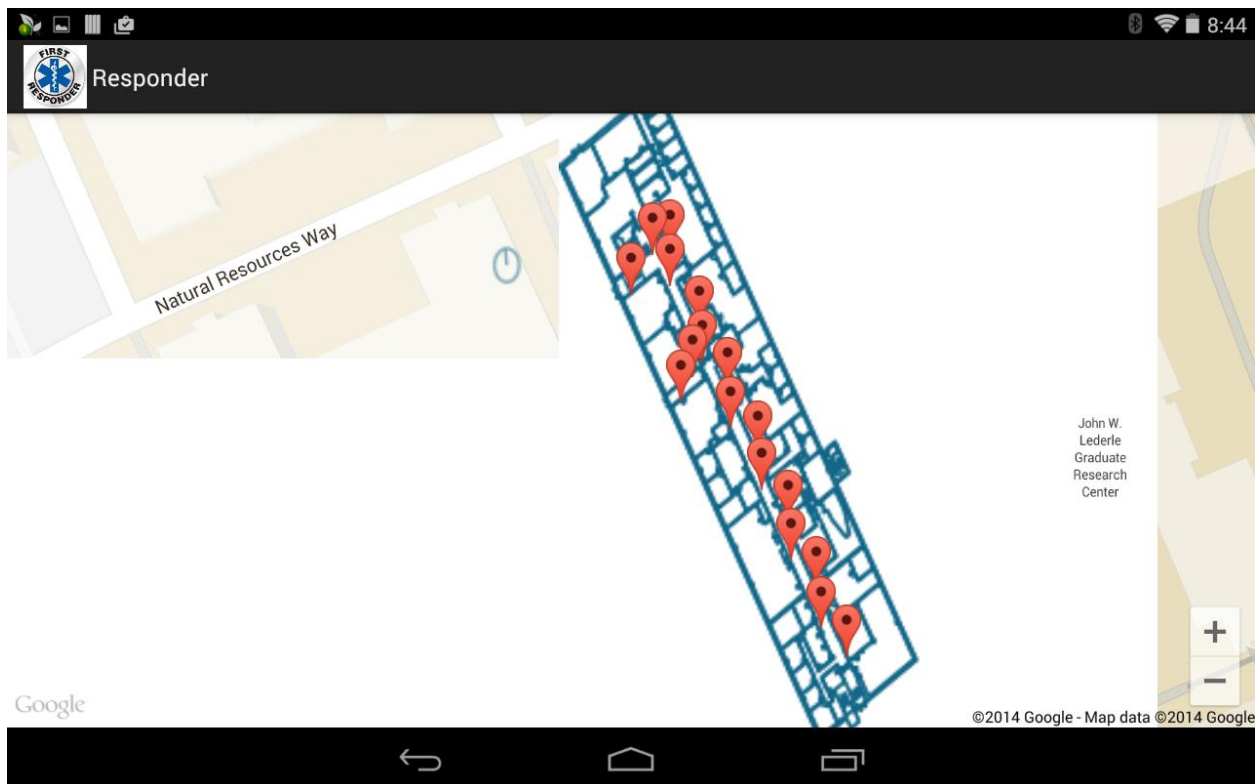 8:44
FIRST
RESPONDER
Responder
Natural Resources Way
John W.
Lederle
Graduate
Research
Center
+
−
Google
©2014 Google - Map data ©2014 Google